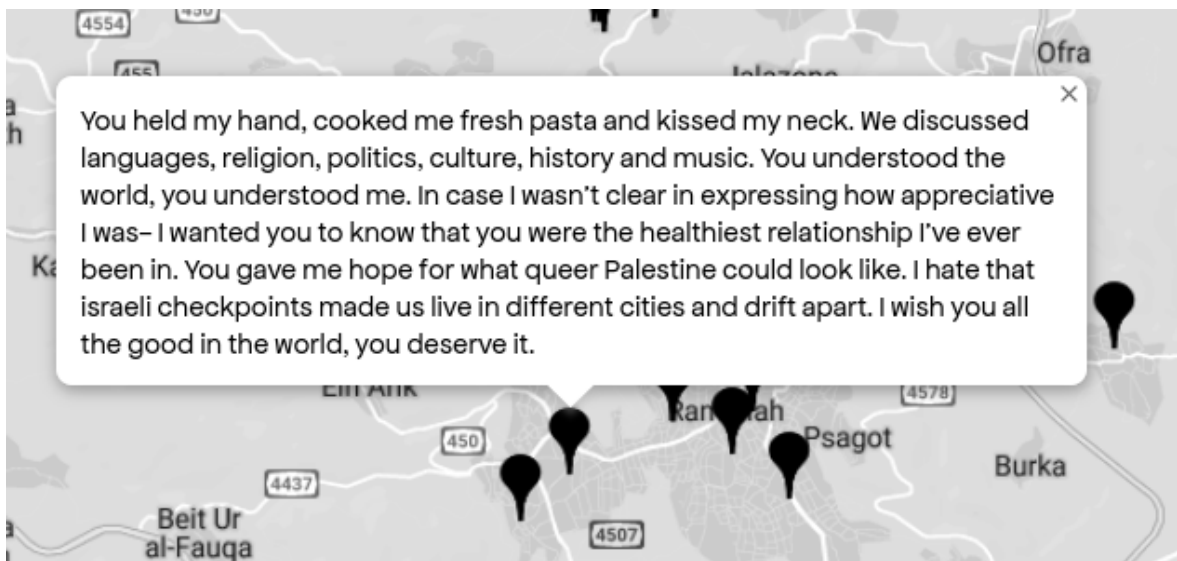 4554
450
455
Jalazone
Ofra
You held my hand, cooked me fresh pasta and kissed my neck. We discussed
languages, religion, politics, culture, history and music. You understood the
world, you understood me. In case I wasn't clear in expressing how appreciative
I was– I wanted you to know that you were the healthiest relationship I've ever
been in. You gave me hope for what queer Palestine could look like. I hate that
israeli checkpoints made us live in different cities and drift apart. I wish you all
the good in the world, you deserve it.
Ein Arik
4578
450
Psagot
Burka
4437
Beit Ur
al-Fauqa
4507